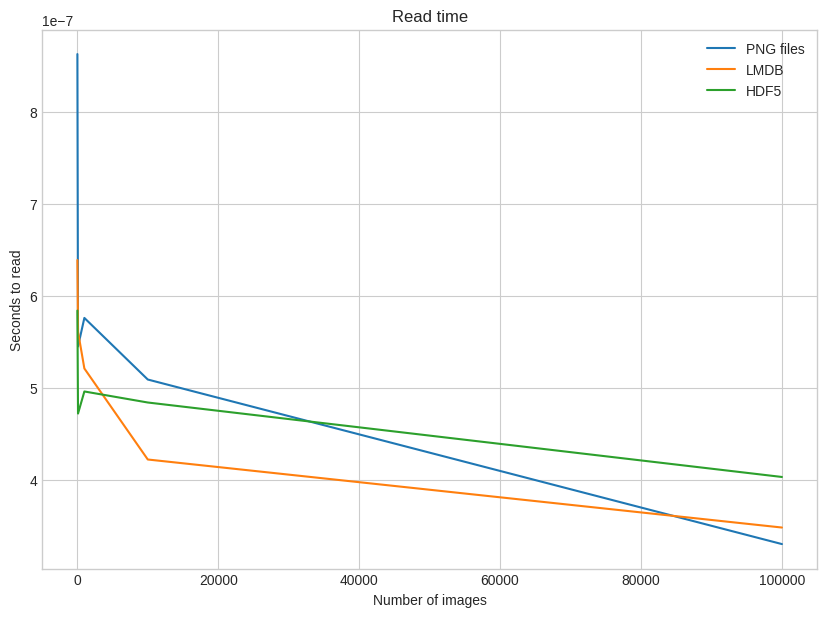 Read time
1e−7
PNG files
LMDB
HDF5
8
7
6
5
4
Seconds to read
0
20000
40000
60000
80000
100000
Number of images